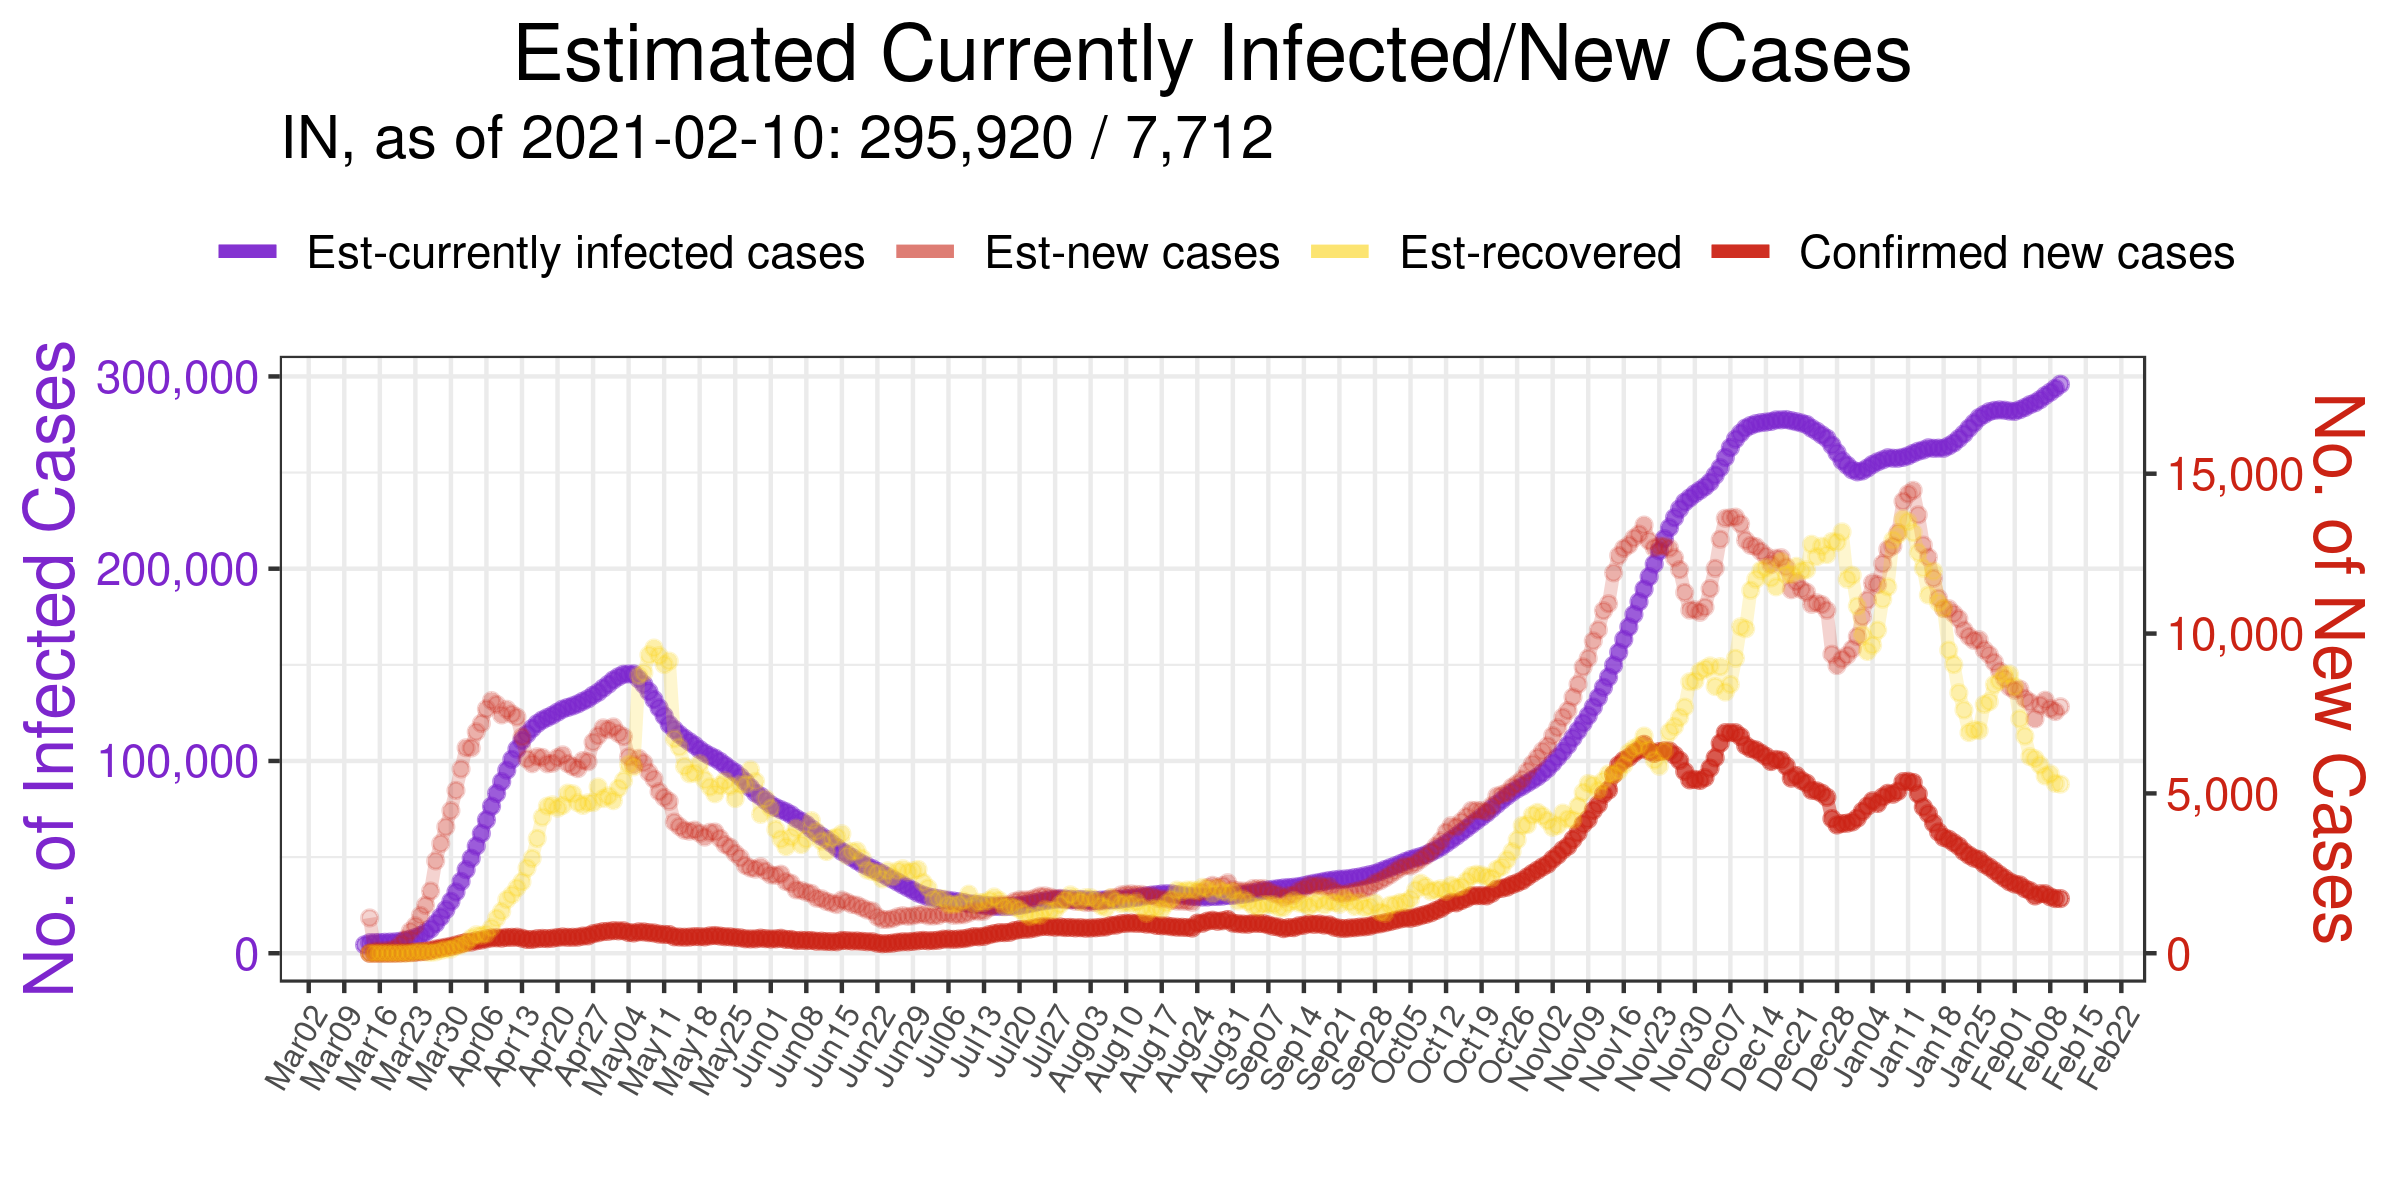 Estimated Currently Infected/New Cases
IN, as of 2021-02-10: 295,920 / 7,712
Est-currently infected cases Est-new cases Est-recovered Confirmed new cases
No. of Infected Cases
300,000
200,000
100,000
0
15,000
10,000
5,000
0
No. of New Cases
Mar02 Mar09 Mar16 Mar23 Mar30 Apr06 Apr13 Apr20 Apr27 May04 May11 May18 May25 Jun01 Jun08 Jun15 Jun22 Jun29 Jul06 Jul13 Jul20 Jul27 Aug03 Aug10 Aug17 Aug24 Aug31 Sep07 Sep14 Sep21 Sep28 Oct05 Oct12 Oct19 Oct26 Nov02 Nov09 Nov16 Nov23 Nov30 Dec07 Dec14 Dec21 Dec28 Jan04 Jan11 Jan18 Jan25 Feb01 Feb08 Feb15 Feb22